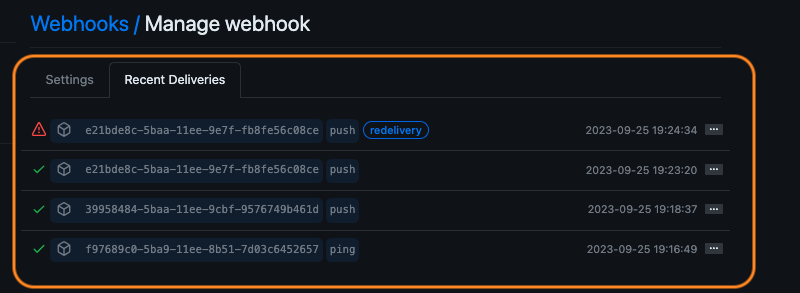 Webhooks / Manage webhook
Settings Recent Deliveries
e21bde8c-5baa-11ee-9e7f-fb8fe56c08ce push redelivery 2023-09-25 19:24:34
e21bde8c-5baa-11ee-9e7f-fb8fe56c08ce push 2023-09-25 19:23:20
39958484-5baa-11ee-9cbf-9576749b461d push 2023-09-25 19:18:37
f97689c0-5ba9-11ee-8b51-7d03c6452657 ping 2023-09-25 19:16:49